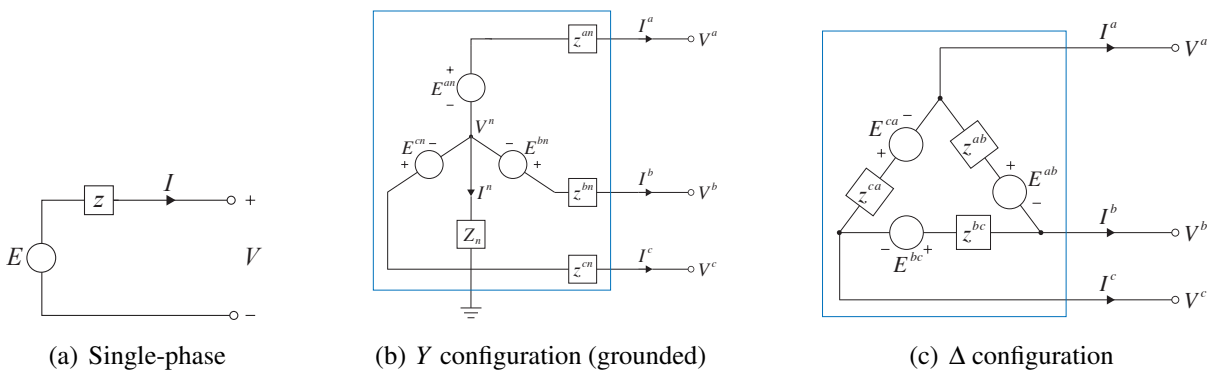 E
z
I
+
V
−
(a) Single-phase
z^{an}
I^a
V^a
+
E^{an}
−
V^n
E^{cn}
−
+
−
E^{bn}
+
I^n
z^{bn}
I^b
V^b
Z_n
z^{cn}
I^c
V^c
(b) Y configuration (grounded)
I^a
V^a
E^{ca}
−
+
z^{ab}
z^{ca}
+
E^{ab}
−
−
E^{bc}
+
z^{bc}
I^b
V^b
I^c
V^c
(c) Δ configuration